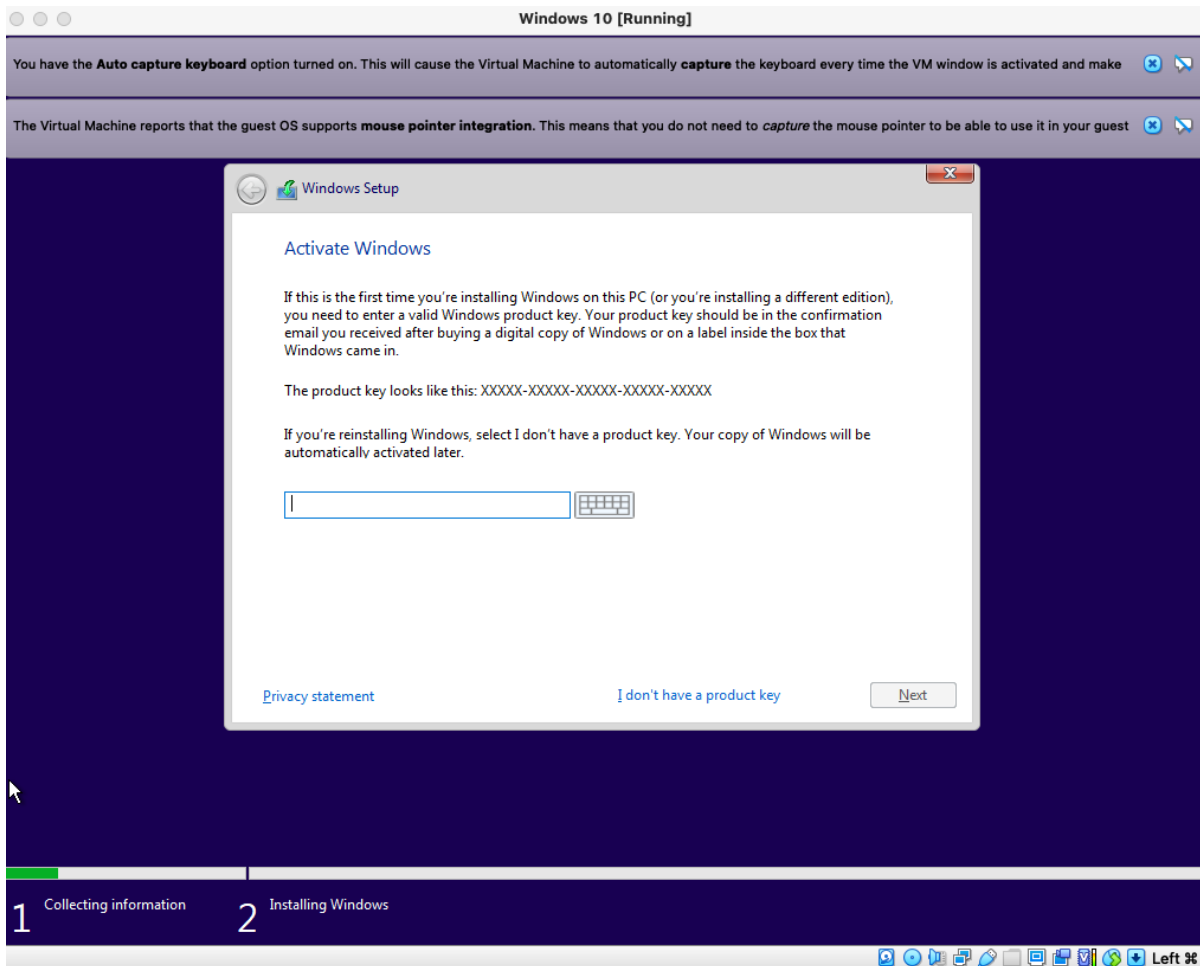 Windows 10 [Running]
You have the Auto capture keyboard option turned on. This will cause the Virtual Machine to automatically capture the keyboard every time the VM window is activated and make
The Virtual Machine reports that the guest OS supports mouse pointer integration. This means that you do not need to capture the mouse pointer to be able to use it in your guest
Windows Setup
Activate Windows
If this is the first time you're installing Windows on this PC (or you're installing a different edition),
you need to enter a valid Windows product key. Your product key should be in the confirmation
email you received after buying a digital copy of Windows or on a label inside the box that
Windows came in.
The product key looks like this: XXXXX-XXXXX-XXXXX-XXXXX-XXXXX
If you're reinstalling Windows, select I don't have a product key. Your copy of Windows will be
automatically activated later.
Privacy statement
I don't have a product key
Next
1 Collecting information
2 Installing Windows
Left ⌘